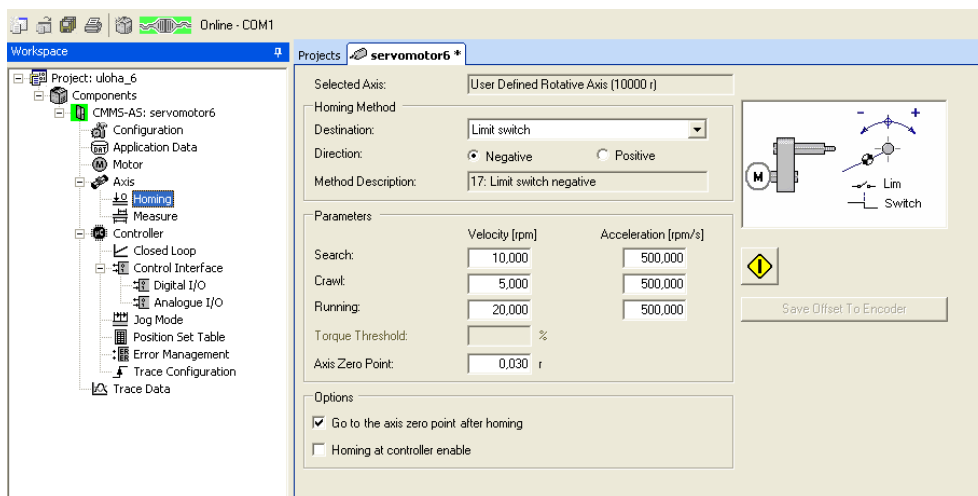 Online - COM1
Workspace
Projects servomotor6 *
Project: uloha_6
Components
CMMS-AS: servomotor6
Configuration
DAT Application Data
M Motor
Axis
Homing
Measure
Controller
Closed Loop
Control Interface
Digital I/O
Analogue I/O
Jog Mode
Position Set Table
Error Management
Trace Configuration
Trace Data
Selected Axis: User Defined Rotative Axis (10000 r)
Homing Method
Destination: Limit switch
Direction: Negative Positive
Method Description: 17: Limit switch negative
Parameters
Velocity [rpm] Acceleration [rpm/s]
Search: 10,000 500,000
Crawl: 5,000 500,000
Running: 20,000 500,000
Torque Threshold: %
Axis Zero Point: 0,030 r
Options
Go to the axis zero point after homing
Homing at controller enable
- +
M
Lim
Switch
Save Offset To Encoder